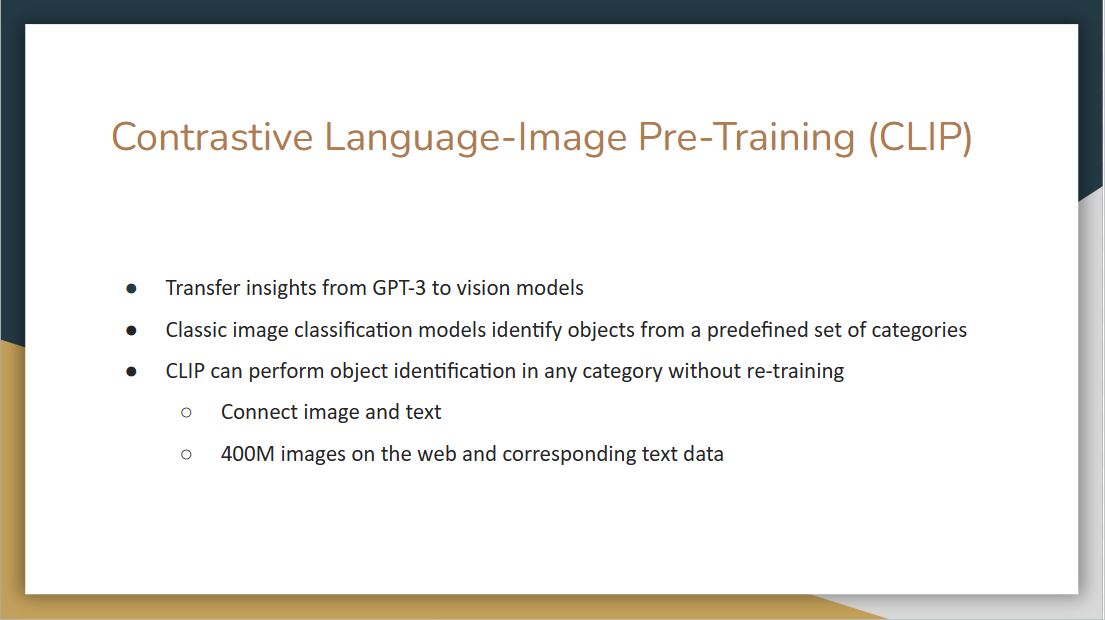 Contrastive Language-Image Pre-Training (CLIP)
● Transfer insights from GPT-3 to vision models
● Classic image classification models identify objects from a predefined set of categories
● CLIP can perform object identification in any category without re-training
○ Connect image and text
○ 400M images on the web and corresponding text data